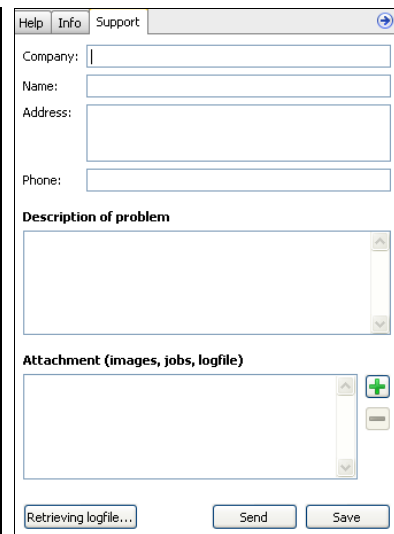 Help Info Support
Company:
Name:
Address:
Phone:
Description of problem
Attachment (images, jobs, logfile)
Retrieving logfile... Send Save